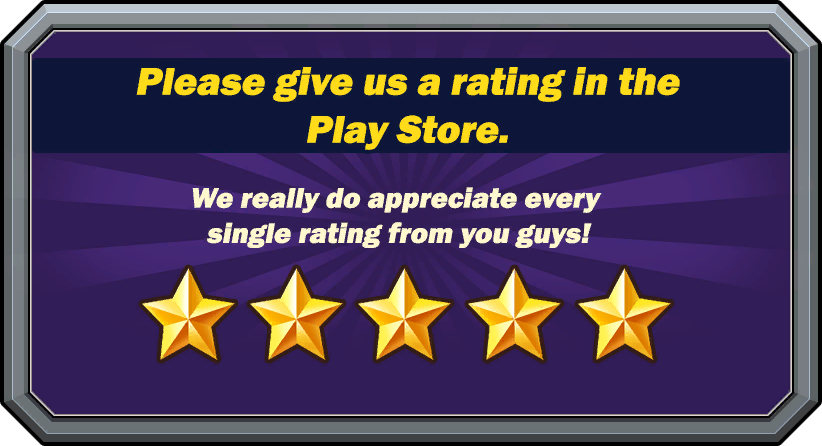 Please give us a rating in the
Play Store.
We really do appreciate every
single rating from you guys!